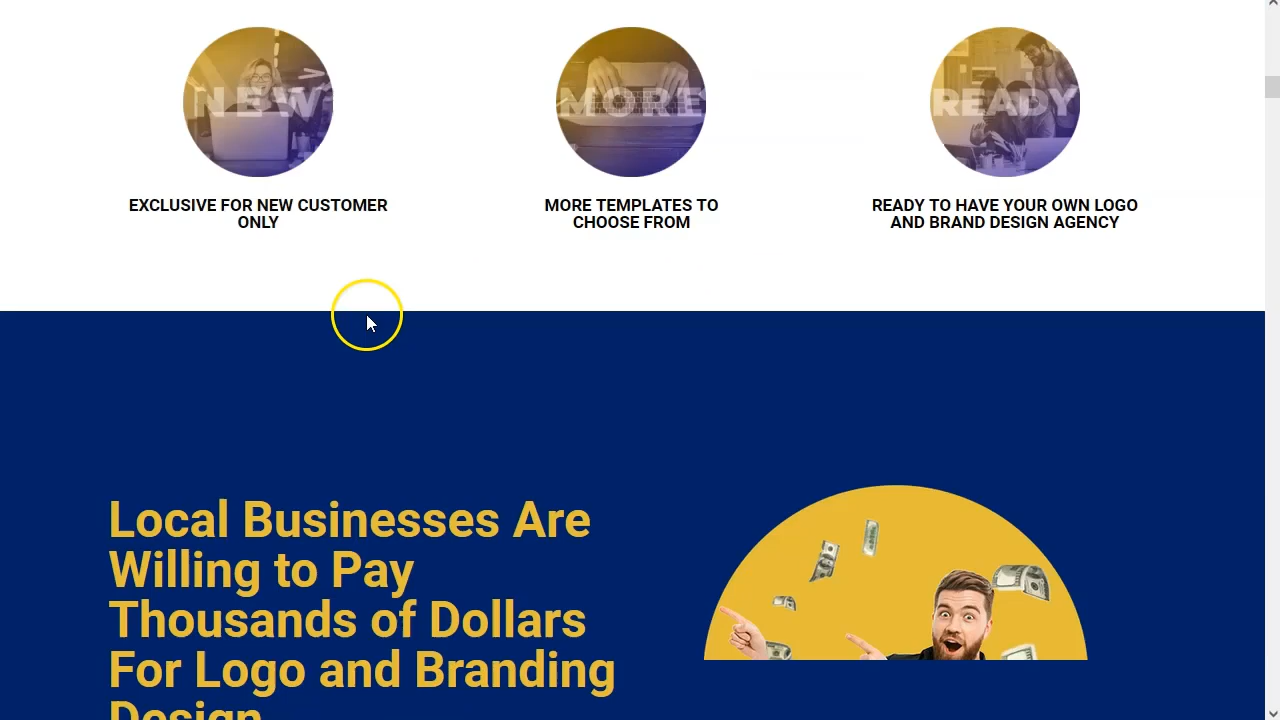 NEW
MORE
READY
EXCLUSIVE FOR NEW CUSTOMER
ONLY
MORE TEMPLATES TO
CHOOSE FROM
READY TO HAVE YOUR OWN LOGO
AND BRAND DESIGN AGENCY
Local Businesses Are
Willing to Pay
Thousands of Dollars
For Logo and Branding
Design